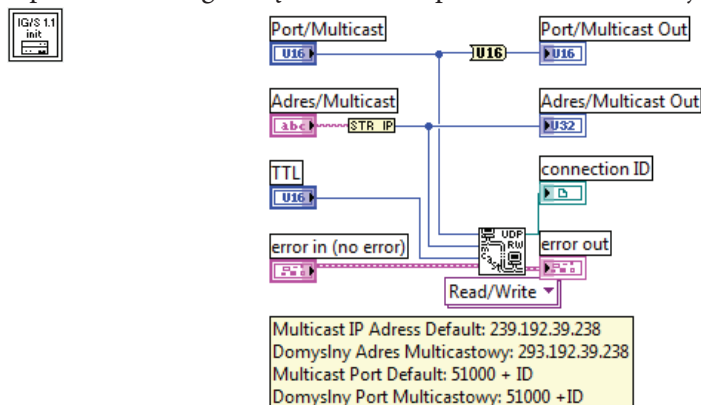 IG/S 1.1
init
Port/Multicast
U16
U16
Port/Multicast Out
U16
Adres/Multicast
abc
STR IP
Adres/Multicast Out
U32
TTL
U16
connection ID
error in (no error)
UDP
RW
mcast
error out
Read/Write
Multicast IP Adress Default: 239.192.39.238
Domyslny Adres Multicastowy: 293.192.39.238
Multicast Port Default: 51000 + ID
Domyslny Port Multicastowy: 51000 +ID